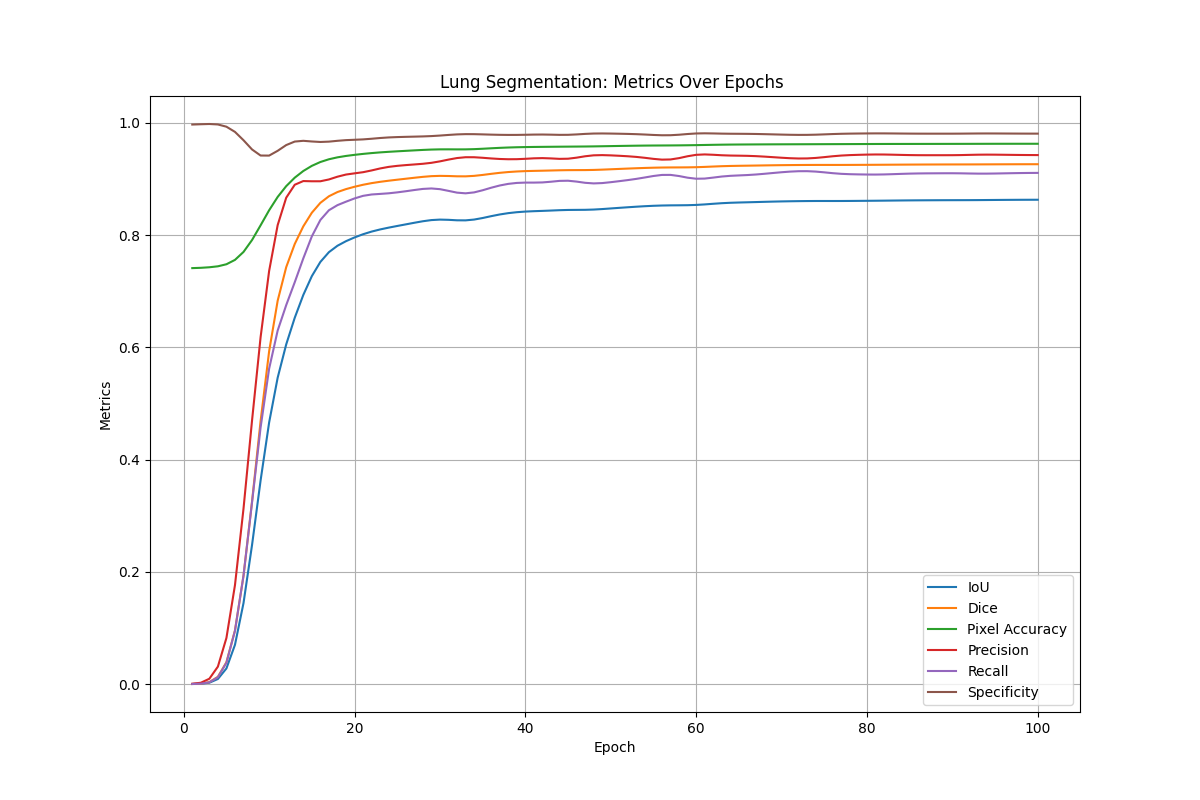 Lung Segmentation: Metrics Over Epochs
Metrics
1.0
0.8
0.6
0.4
0.2
0.0
0 20 40 60 80 100
Epoch
IoU
Dice
Pixel Accuracy
Precision
Recall
Specificity